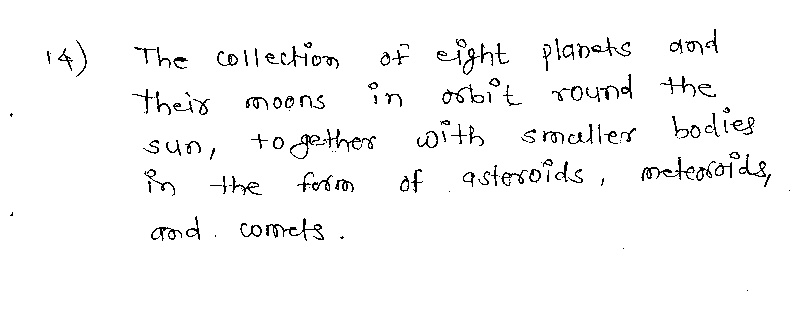 14) The collection of eight planets and
their moons in orbit round the
sun, together with smaller bodies
in the form of asteroids, meteoroids,
and comets.